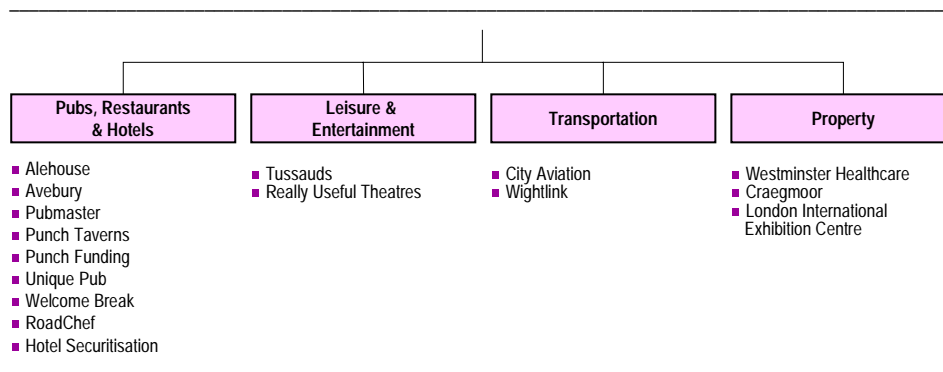 Pubs, Restaurants
& Hotels
Alehouse
Avebury
Pubmaster
Punch Taverns
Punch Funding
Unique Pub
Welcome Break
RoadChef
Hotel Securitisation
Leisure &
Entertainment
Tussauds
Really Useful Theatres
Transportation
City Aviation
Wightlink
Property
Westminster Healthcare
Craegmoor
London International
Exhibition Centre